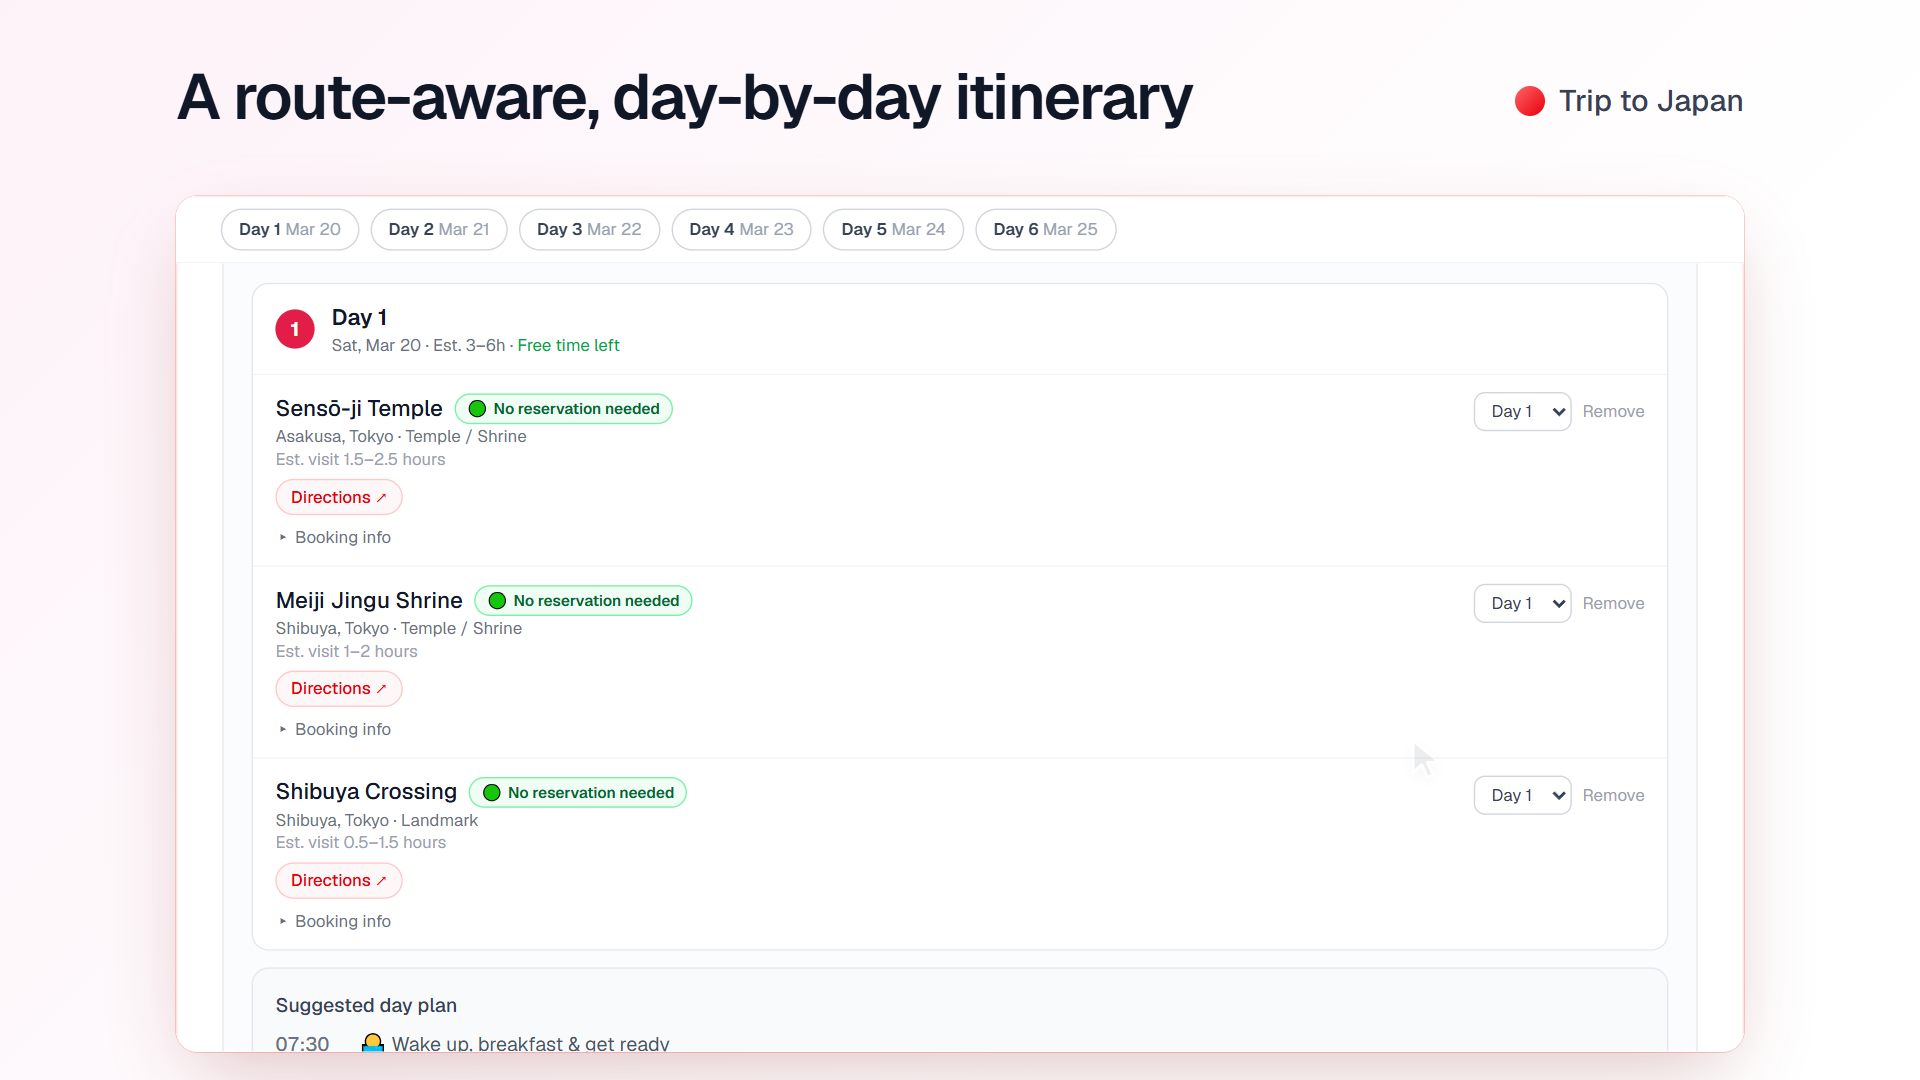 A route-aware, day-by-day itinerary
Trip to Japan
Day 1 Mar 20
Day 2 Mar 21
Day 3 Mar 22
Day 4 Mar 23
Day 5 Mar 24
Day 6 Mar 25
1
Day 1
Sat, Mar 20 · Est. 3–6h · Free time left
Sensō-ji Temple
No reservation needed
Day 1
Remove
Asakusa, Tokyo · Temple / Shrine
Est. visit 1.5–2.5 hours
Directions ↗
▸ Booking info
Meiji Jingu Shrine
No reservation needed
Day 1
Remove
Shibuya, Tokyo · Temple / Shrine
Est. visit 1–2 hours
Directions ↗
▸ Booking info
Shibuya Crossing
No reservation needed
Day 1
Remove
Shibuya, Tokyo · Landmark
Est. visit 0.5–1.5 hours
Directions ↗
▸ Booking info
Suggested day plan
07:30 Wake up, breakfast & get ready